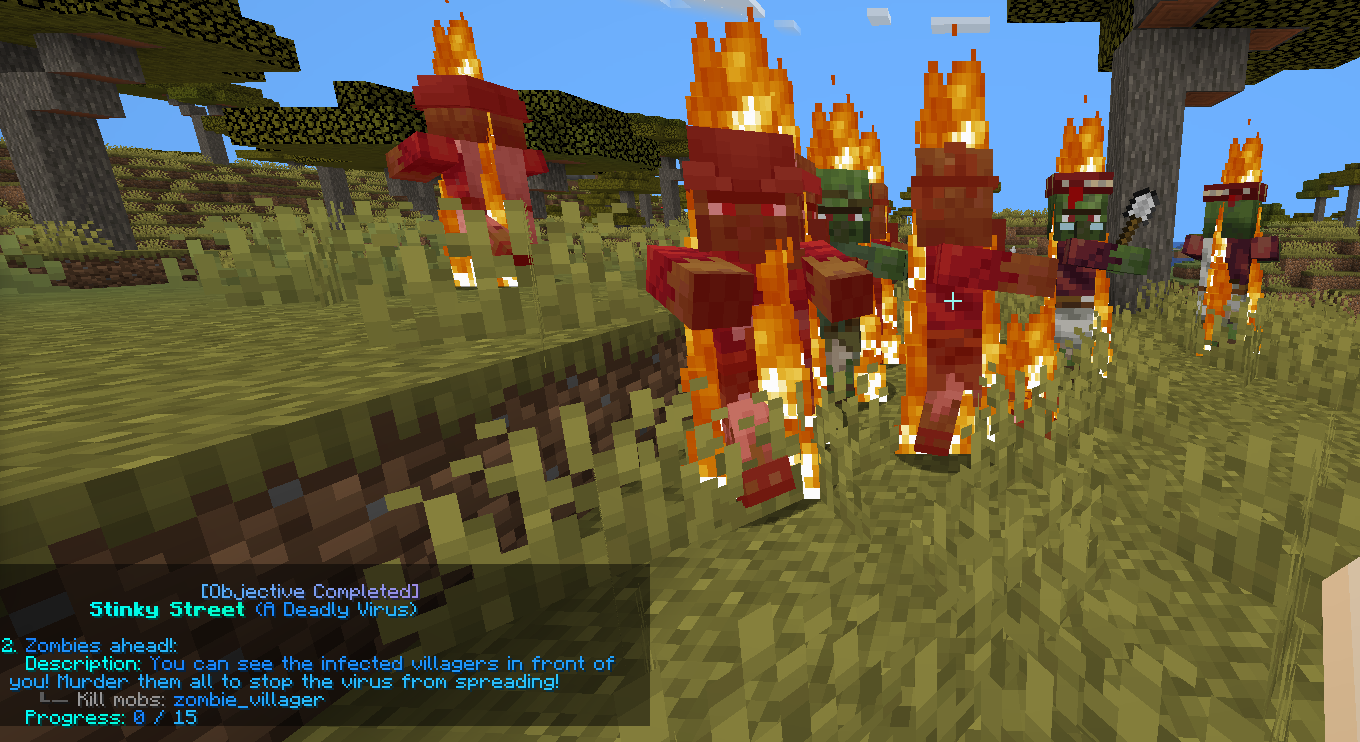 [Objective Completed]
Stinky Street (A Deadly Virus)
2. Zombies ahead!:
Description: You can see the infected villagers in front of
you! Murder them all to stop the virus from spreading!
└─ Kill mobs: zombie_villager
Progress: 0 / 15